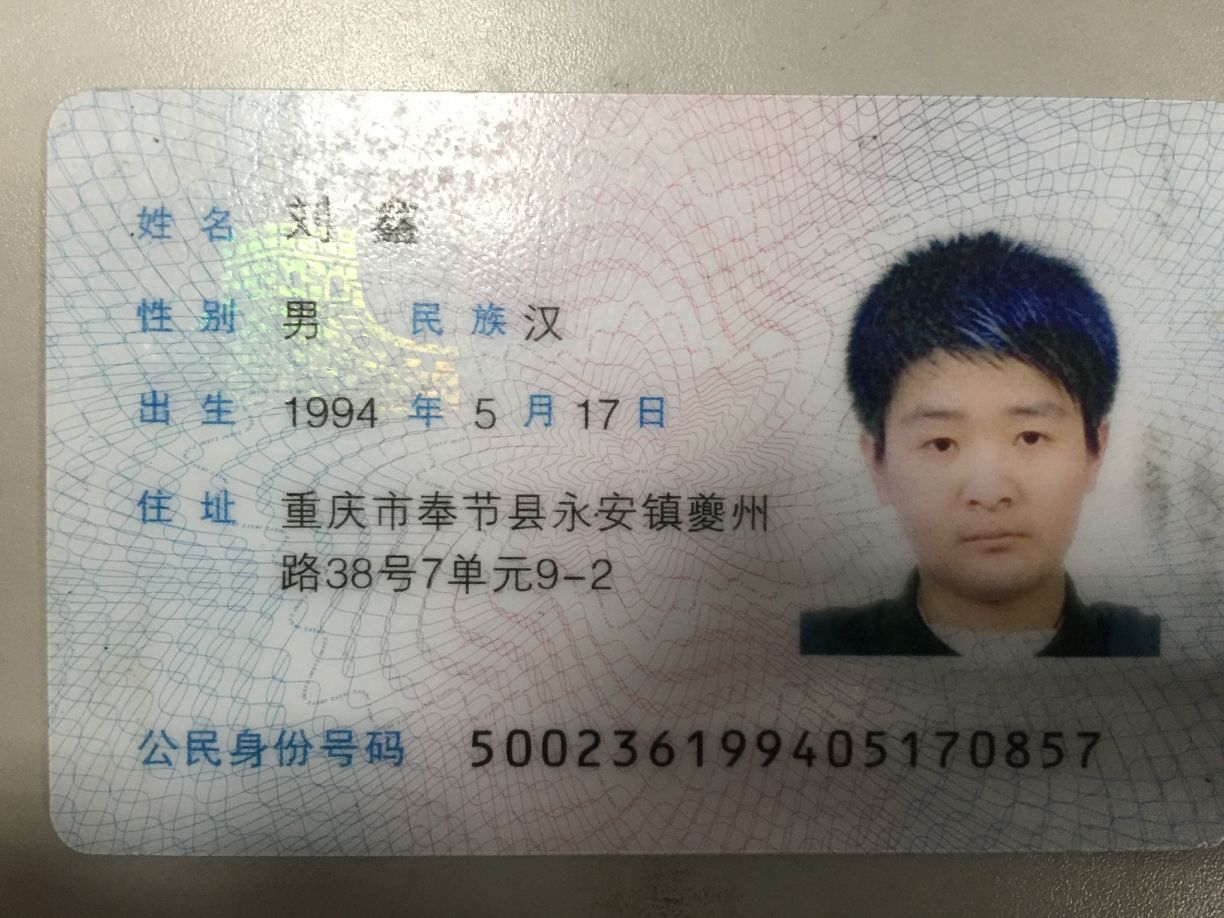 姓名 刘鑫
性别 男 民族 汉
出生 1994 年 5 月 17 日
住址 重庆市奉节县永安镇夔州
路38号7单元9-2
公民身份号码 500236199405170857